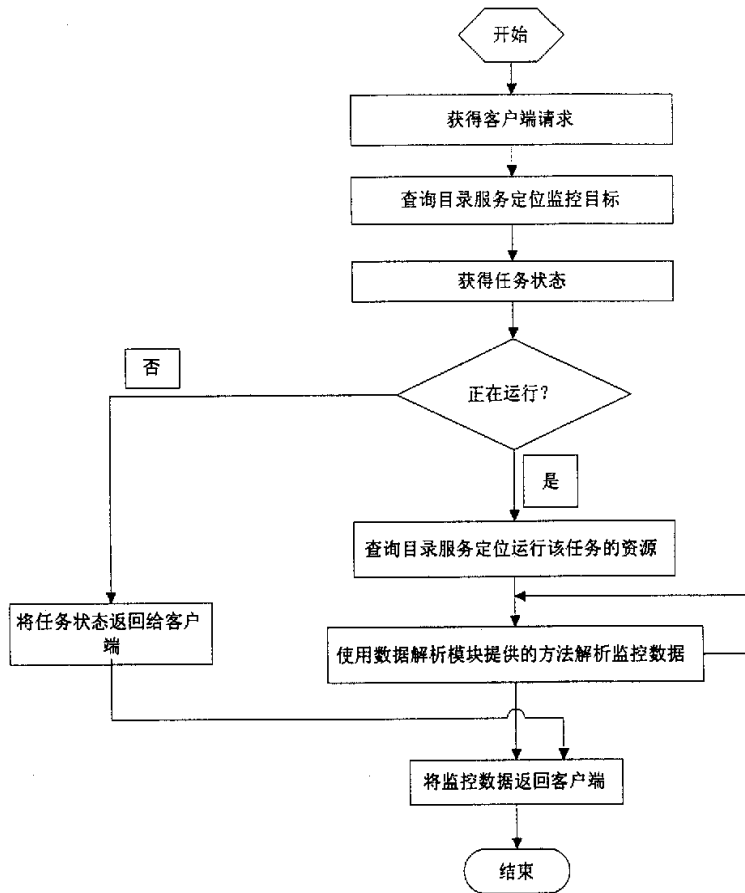 开始
获得客户端请求
查询目录服务定位监控目标
获得任务状态
否
正在运行?
是
查询目录服务定位运行该任务的资源
将任务状态返回给客户
端
使用数据解析模块提供的方法解析监控数据
将监控数据返回客户端
结束